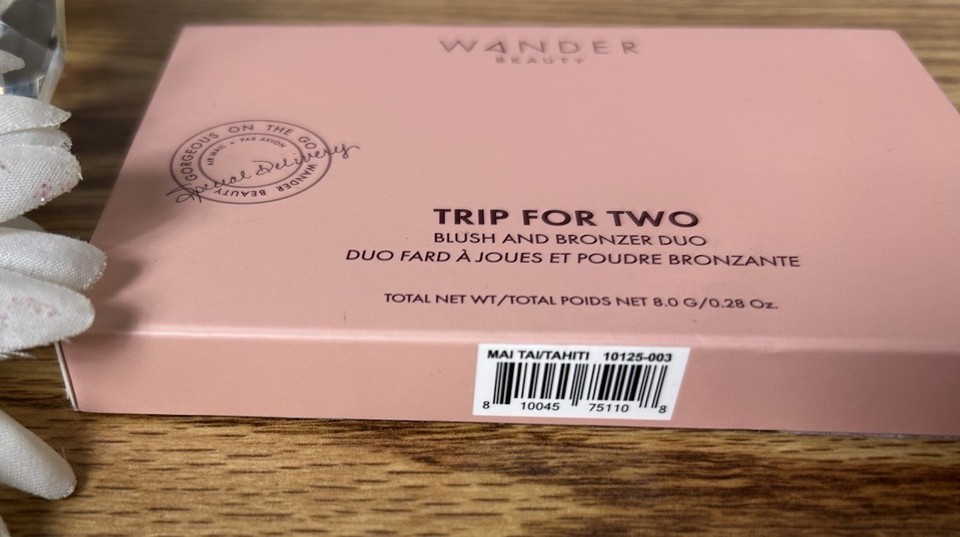 WANDER
BEAUTY
GORGEOUS ON THE GO
AIR MAIL • PAR AVION
Special Delivery
WANDER BEAUTY
TRIP FOR TWO
BLUSH AND BRONZER DUO
DUO FARD À JOUES ET POUDRE BRONZANTE
TOTAL NET WT/TOTAL POIDS NET 8.0 G/0.28 Oz.
MAI TAI/TAHITI 10125-003
8 10045 75110 8